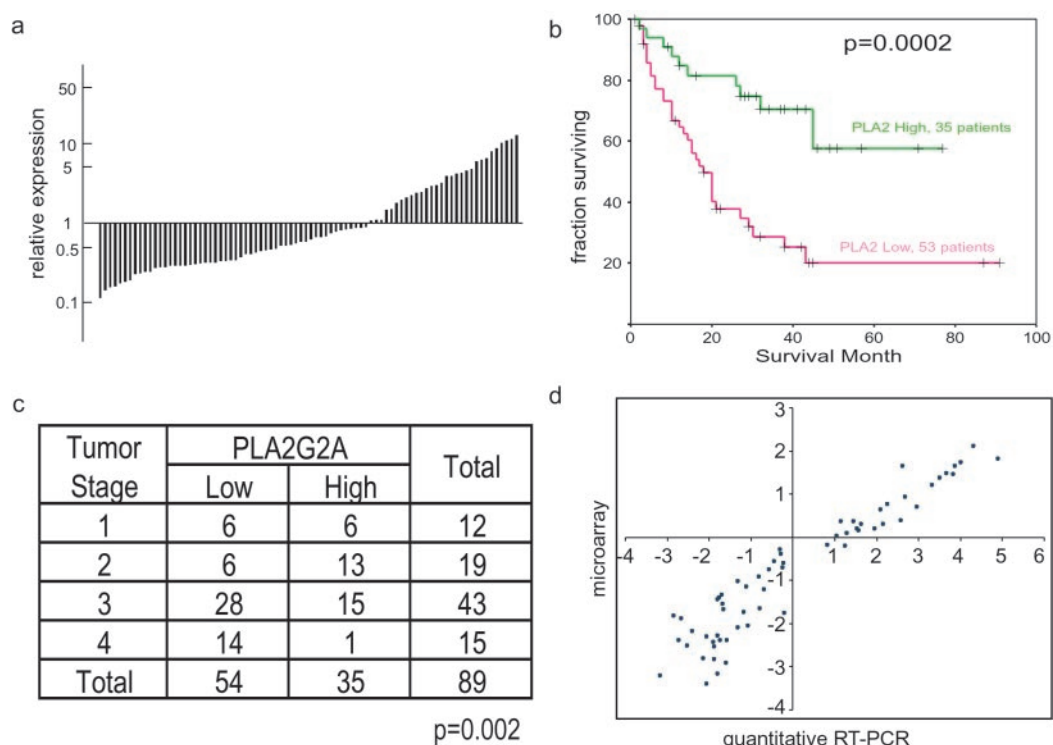 a
relative expression
50
10
5
1
0.5
0.1
b
fraction surviving
100
80
60
40
20
p=0.0002
PLA2 High, 35 patients
PLA2 Low, 53 patients
0 20 40 60 80 100
Survival Month
c
Tumor Stage PLA2G2A Total
Low High
1 6 6 12
2 6 13 19
3 28 15 43
4 14 1 15
Total 54 35 89
p=0.002
d
microarray
3
2
1
-4 -3 -2 -1 0 1 2 3 4 5 6
-1
-2
-3
-4
quantitative RT-PCR